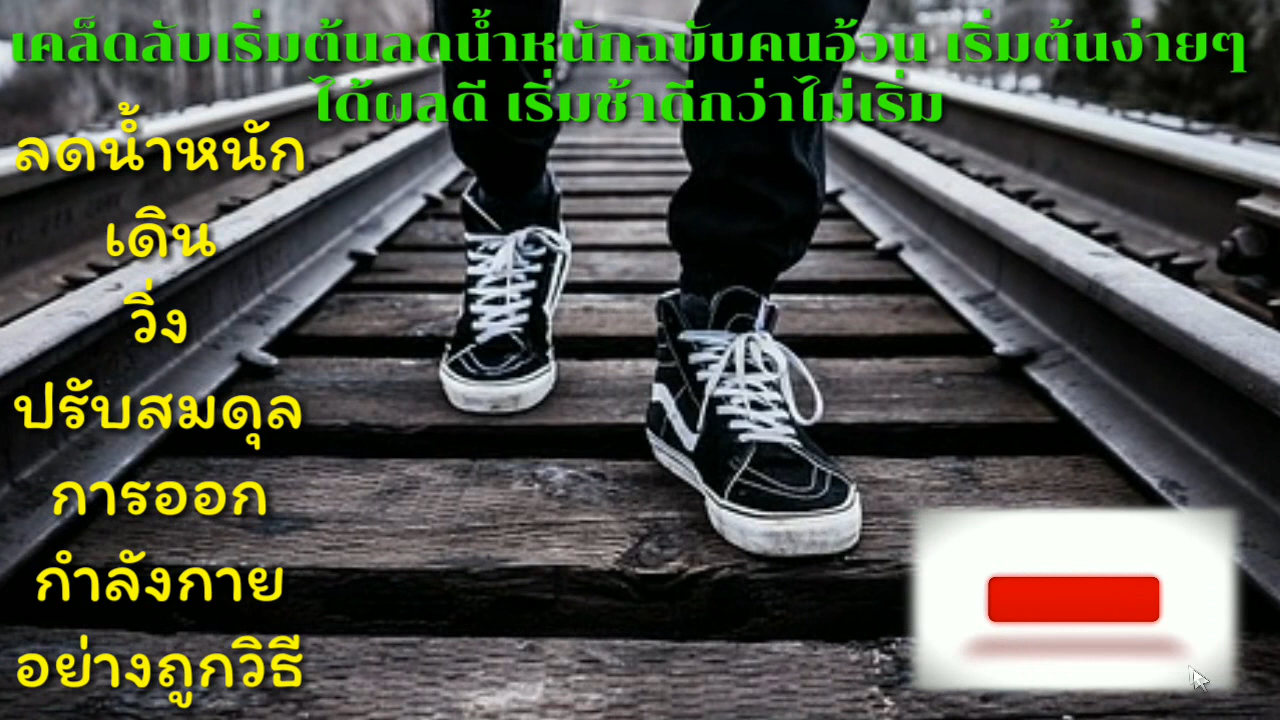 เคล็ดลับเริ่มต้นลดน้ำหนักฉบับคนอ้วน เริ่มต้นง่ายๆ
ได้ผลดี เริ่มช้าดีกว่าไม่เริ่ม
ลดน้ำหนัก
เดิน
วิ่ง
ปรับสมดุล
การออก
กำลังกาย
อย่างถูกวิธี